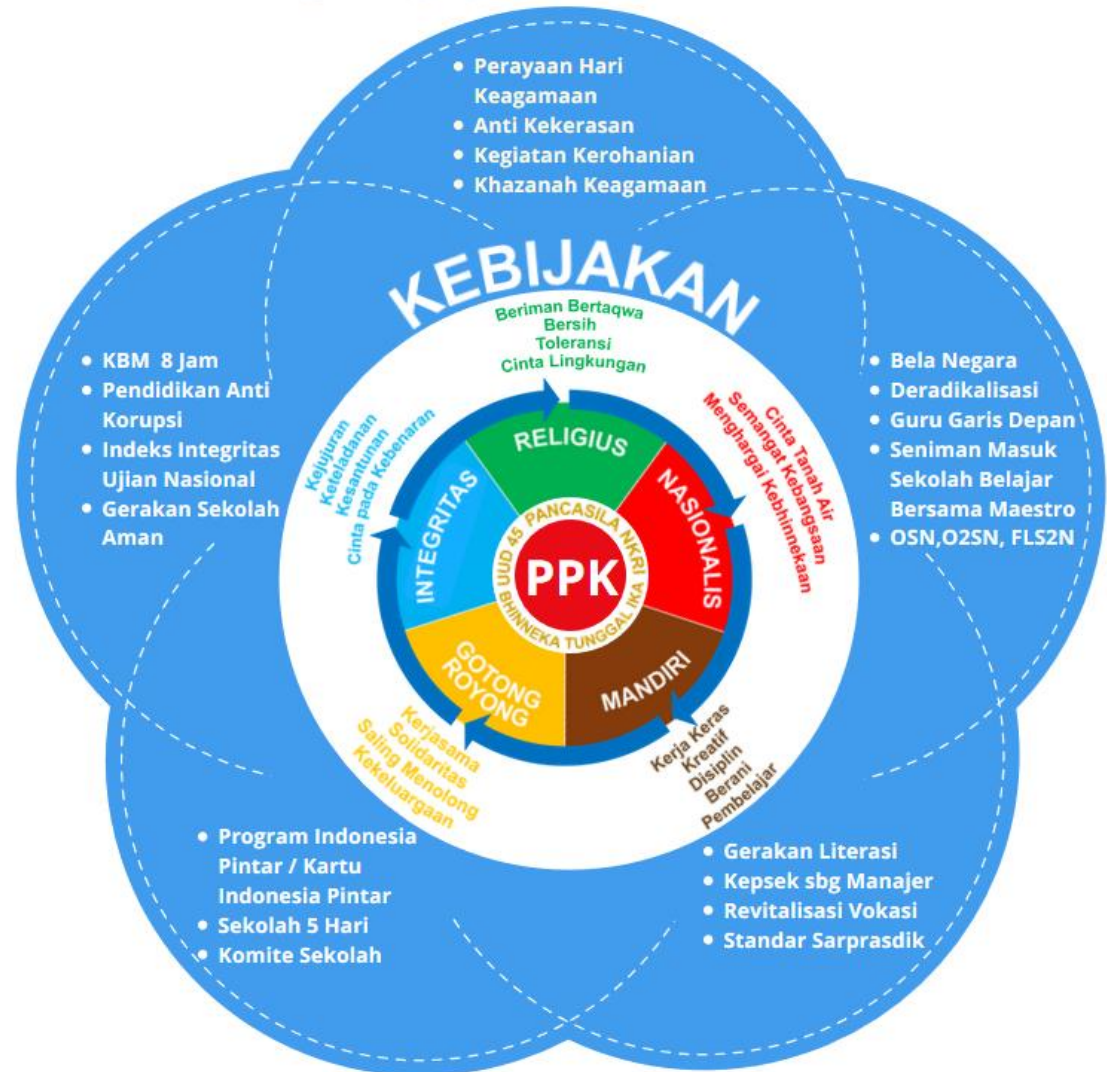 • Perayaan Hari
Keagamaan
• Anti Kekerasan
• Kegiatan Kerohanian
• Khazanah Keagamaan
KEBIJAKAN
Beriman Bertaqwa
Bersih
Toleransi
Cinta Lingkungan
• KBM 8 Jam
• Pendidikan Anti
Korupsi
• Indeks Integritas
Ujian Nasional
• Gerakan Sekolah
Aman
Kejujuran
Keteladanan
Kesantunan
Cinta pada Kebenaran
RELIGIUS
NASIONALIS
MANDIRI
GOTONG
ROYONG
INTEGRITAS
UUD 45 PANCASILA NKRI
BHINNEKA TUNGGAL IKA
PPK
Cinta Tanah Air
Semangat Kebangsaan
Menghargai Kebhinnekaan
• Bela Negara
• Deradikalisasi
• Guru Garis Depan
• Seniman Masuk
Sekolah Belajar
Bersama Maestro
• OSN,O2SN, FLS2N
Kerjasama
Solidaritas
Saling Menolong
Kekeluargaan
Kerja Keras
Kreatif
Disiplin
Berani
Pembelajar
• Program Indonesia
Pintar / Kartu
Indonesia Pintar
• Sekolah 5 Hari
• Komite Sekolah
• Gerakan Literasi
• Kepsek sbg Manajer
• Revitalisasi Vokasi
• Standar Sarprasdik